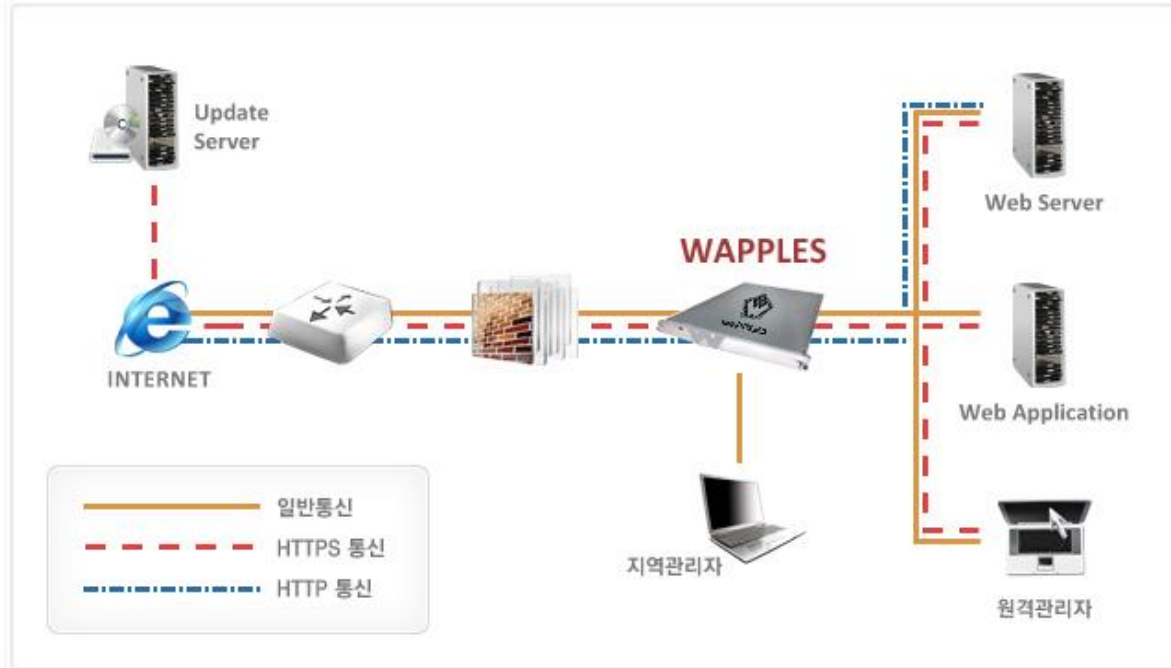 Update
Server
WAPPLES
Web Server
INTERNET
Web Application
일반통신
HTTPS 통신
HTTP 통신
지역관리자
원격관리자